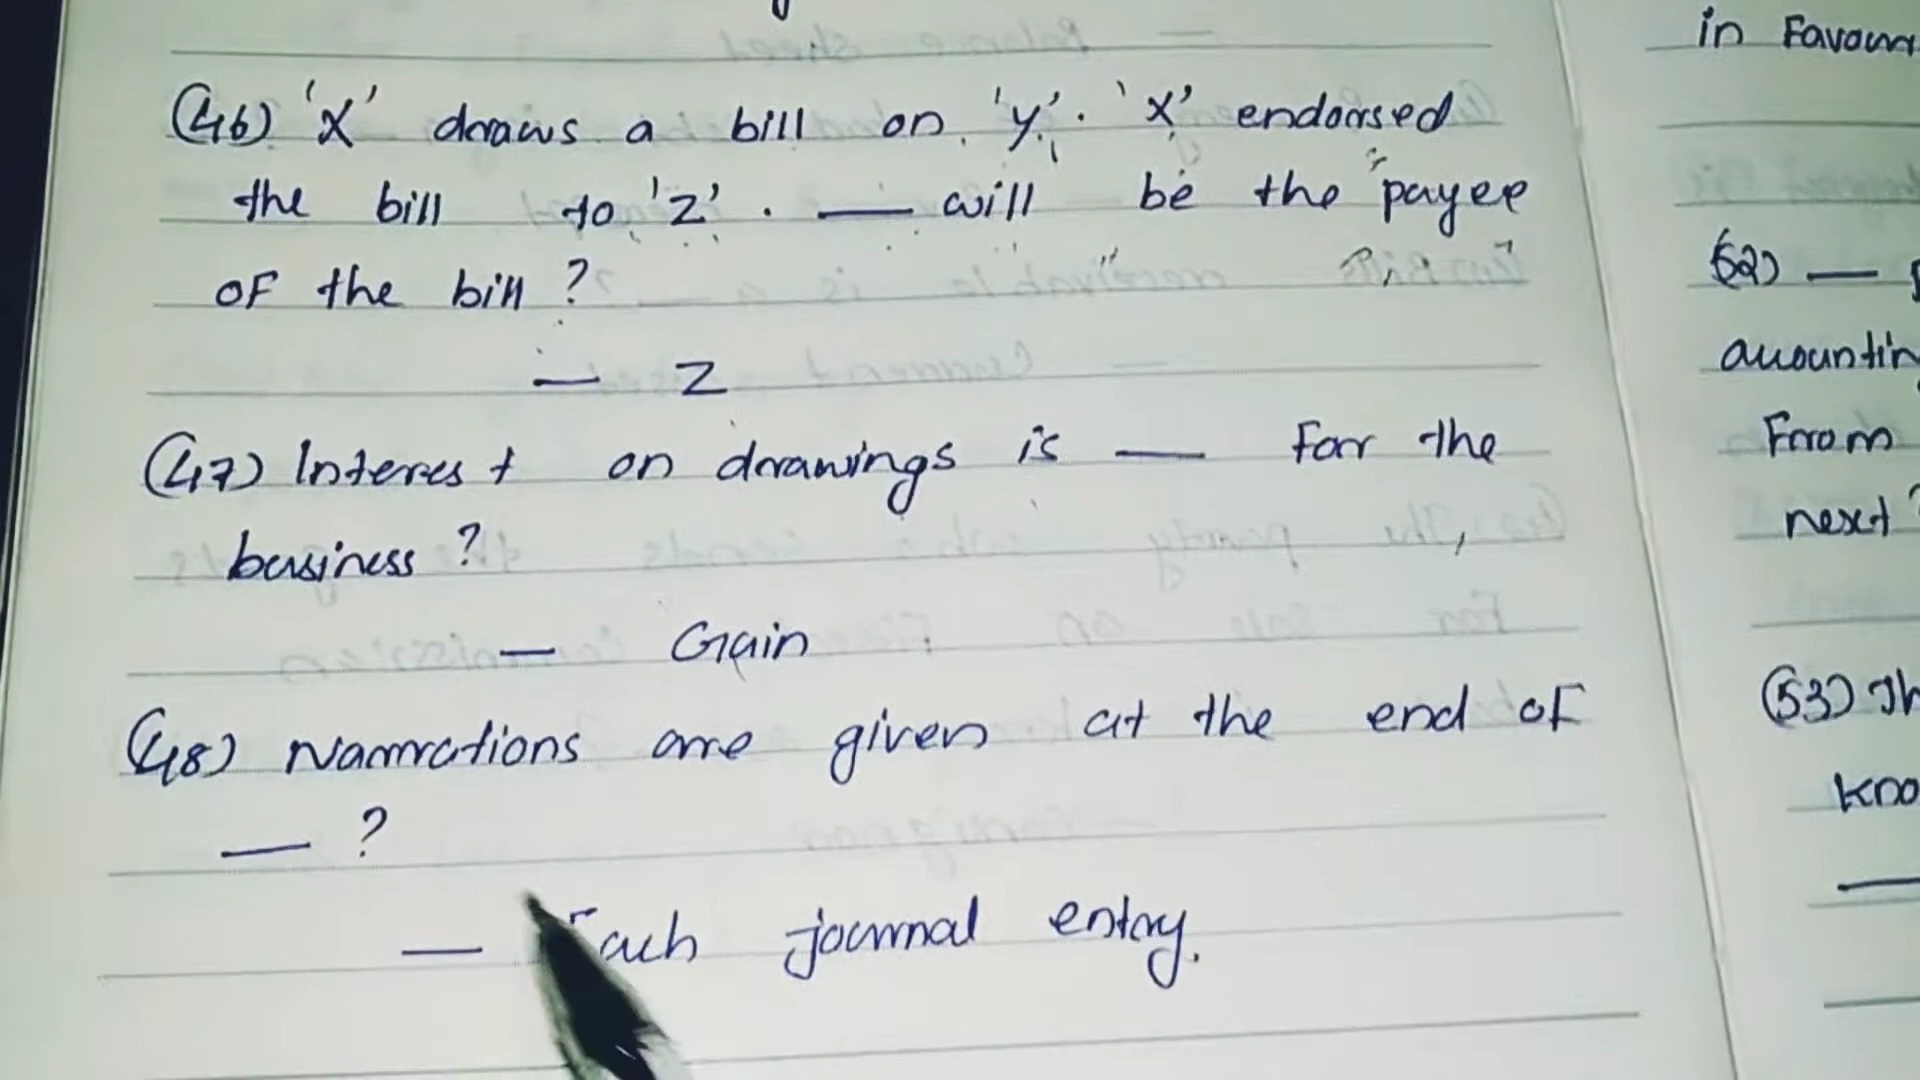 (46) 'X' draws a bill on 'y'. 'X' endorsed
the bill to 'Z'. — will be the payee
of the bill ?
— Z
(47) Interest on drawings is — for the
business ?
— Gain
(48) Narrations are given at the end of
— ?
— Each journal entry.
in Favour
(52) —
From
next ?
(53) Th
Kno
—